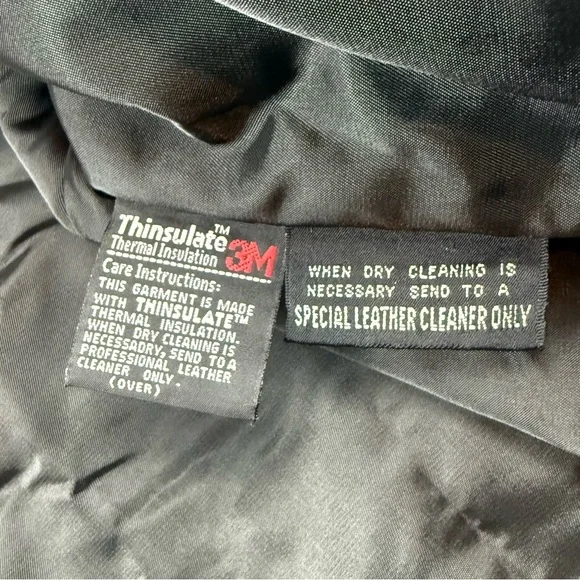 Thinsulate™
Thermal Insulation 3M
Care Instructions:
THIS GARMENT IS MADE
WITH THINSULATE™
THERMAL INSULATION.
WHEN DRY CLEANING IS
NECESSADRY, SEND TO A
PROFESSIONAL LEATHER
CLEANER ONLY.
(OVER)
WHEN DRY CLEANING IS
NECESSARY SEND TO A
SPECIAL LEATHER CLEANER ONLY